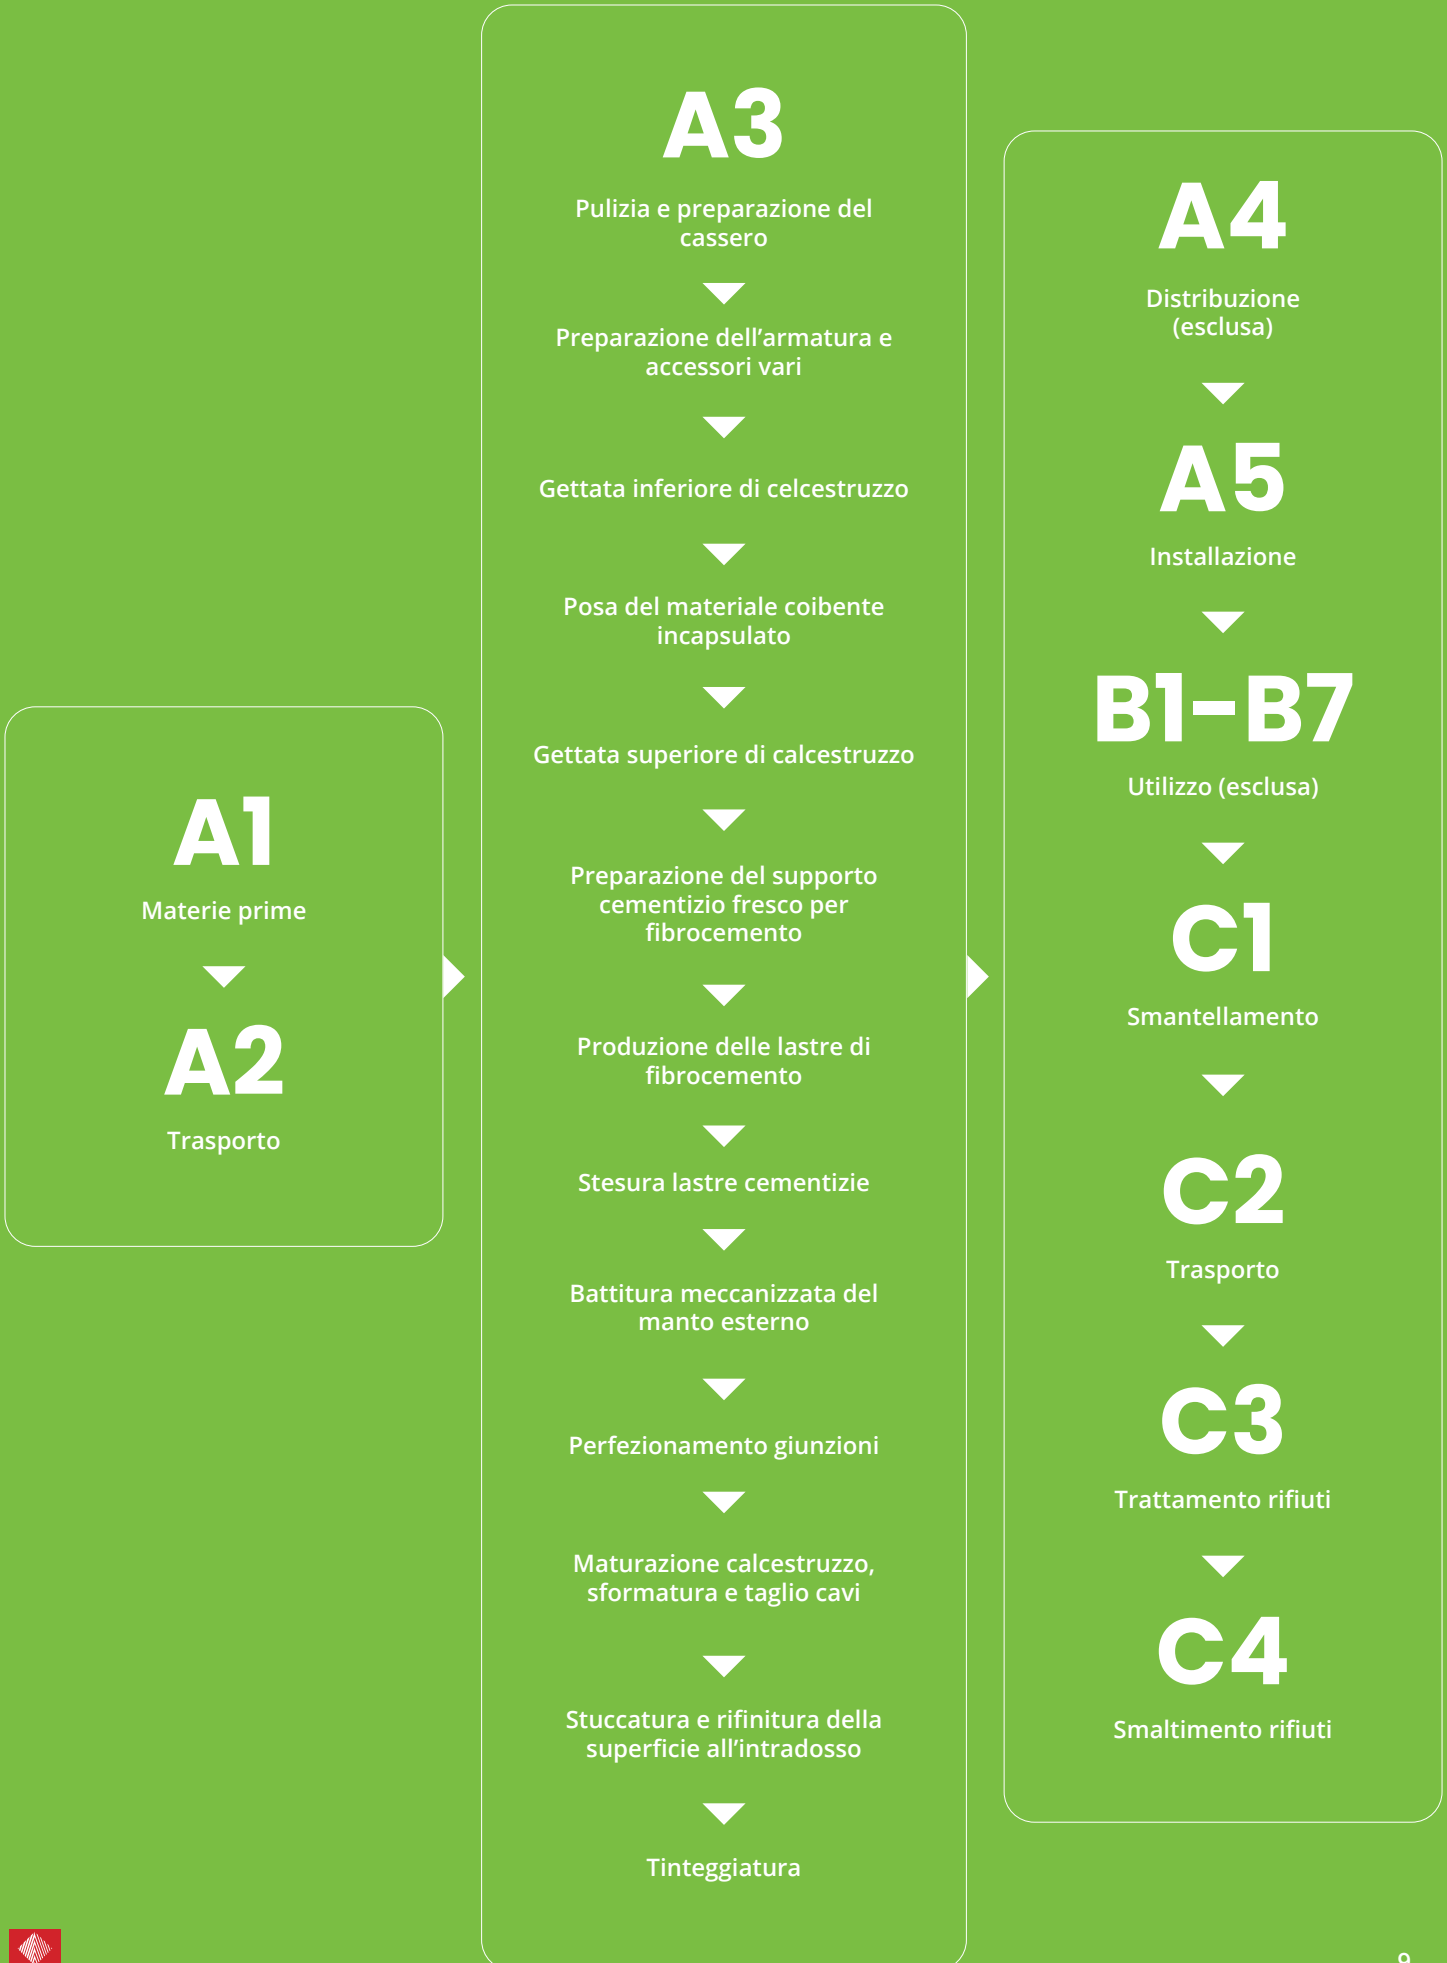 A1
Materie prime
A2
Trasporto
A3
Pulizia e preparazione del
cassero
Preparazione dell’armatura e
accessori vari
Gettata inferiore di celcestruzzo
Posa del materiale coibente
incapsulato
Gettata superiore di calcestruzzo
Preparazione del supporto
cementizio fresco per
fibrocemento
Produzione delle lastre di
fibrocemento
Stesura lastre cementizie
Battitura meccanizzata del
manto esterno
Perfezionamento giunzioni
Maturazione calcestruzzo,
sformatura e taglio cavi
Stuccatura e rifinitura della
superficie all’intradosso
Tinteggiatura
A4
Distribuzione
(esclusa)
A5
Installazione
B1-B7
Utilizzo (esclusa)
C1
Smantellamento
C2
Trasporto
C3
Trattamento rifiuti
C4
Smaltimento rifiuti
9